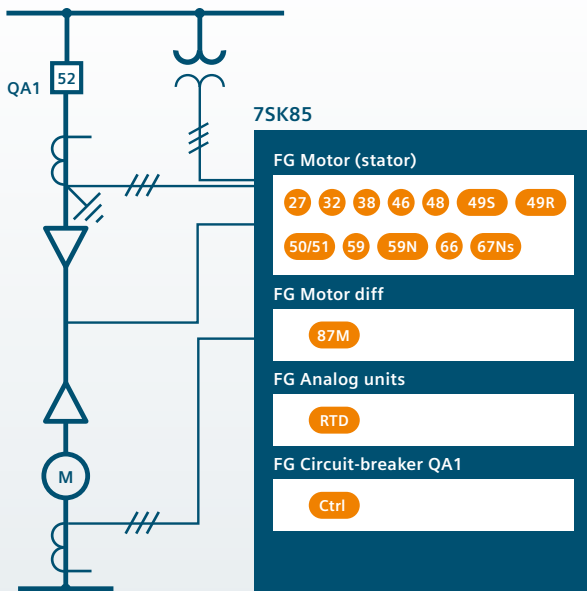 52
QA1
7SK85
FG Motor (stator)
27 32 38 46 48 49S 49R
50/51 59 59N 66 67Ns
FG Motor diff
87M
FG Analog units
RTD
FG Circuit-breaker QA1
Ctrl
M